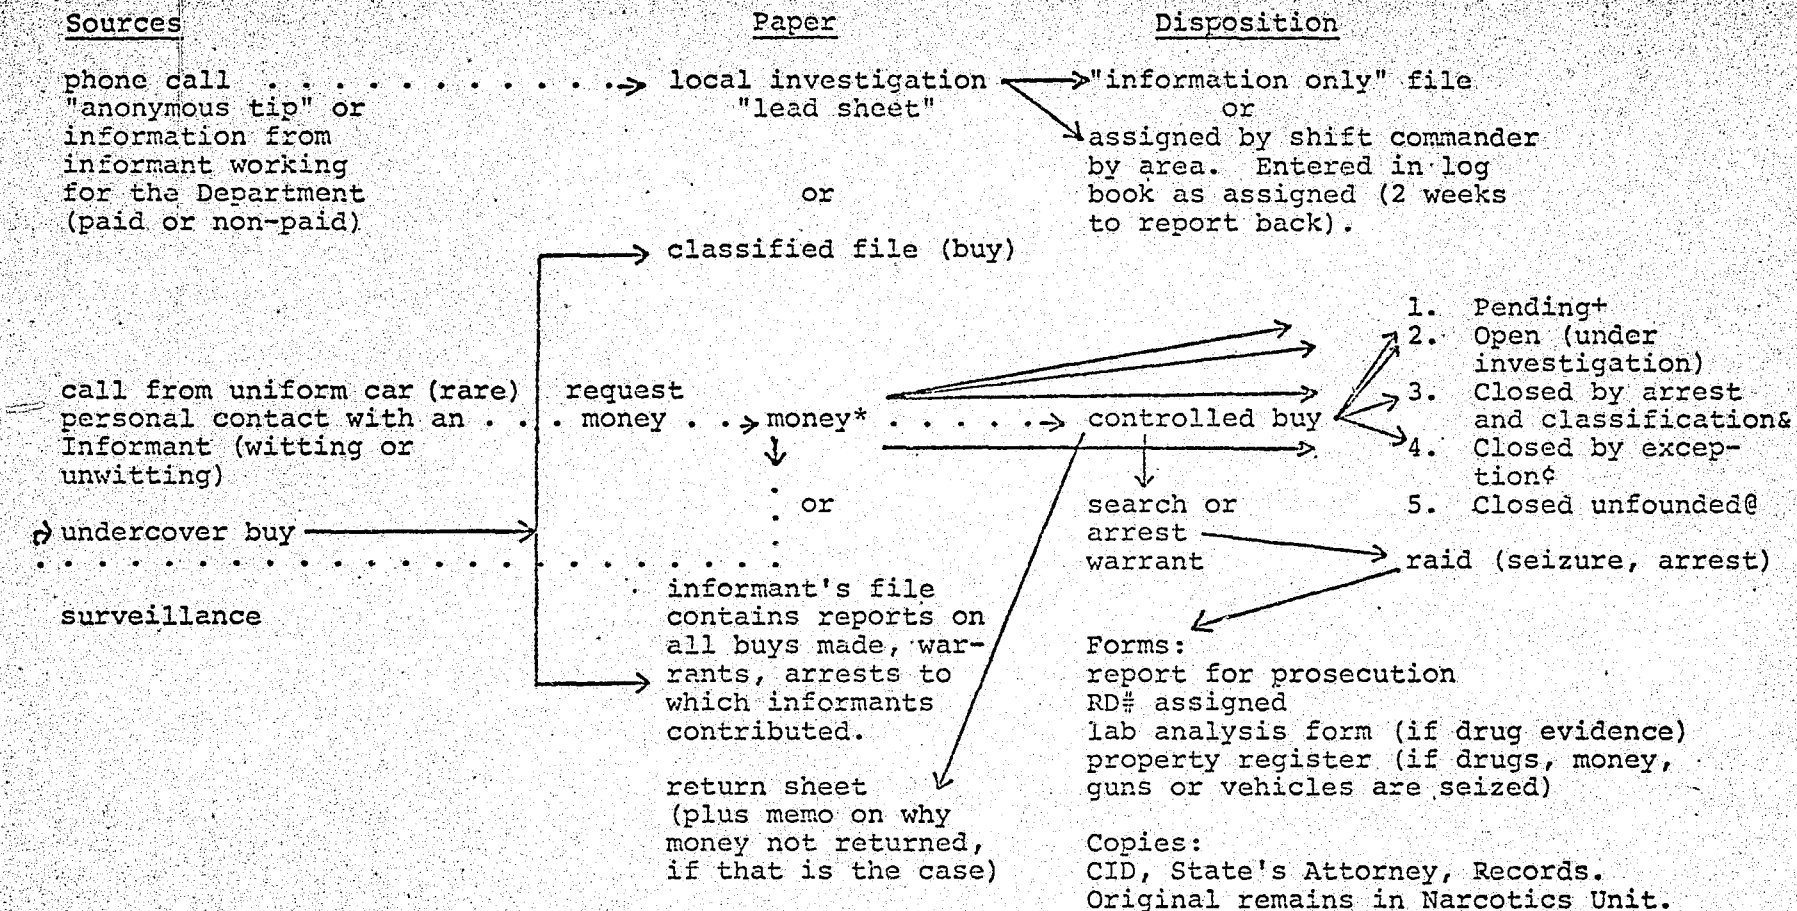 Sources
phone call
"anonymous tip" or
information from
informant working
for the Department
(paid or non-paid)
call from uniform car (rare)
personal contact with an
Informant (witting or
unwitting)
undercover buy
surveillance
request
money
Paper
local investigation
"lead sheet"
or
classified file (buy)
money*
or
informant's file
contains reports on
all buys made, war-
rants, arrests to
which informants
contributed.
return sheet
(plus memo on why
money not returned,
if that is the case)
Disposition
"information only" file
or
assigned by shift commander
by area. Entered in log
book as assigned (2 weeks
to report back).
controlled buy
search or
arrest
warrant
1. Pending+
2. Open (under
investigation)
3. Closed by arrest
and classification&
4. Closed by excep-
tion¢
5. Closed unfounded@
raid (seizure, arrest)
Forms:
report for prosecution
RD# assigned
lab analysis form (if drug evidence)
property register (if drugs, money,
guns or vehicles are seized)
Copies:
CID, State's Attorney, Records.
Original remains in Narcotics Unit.